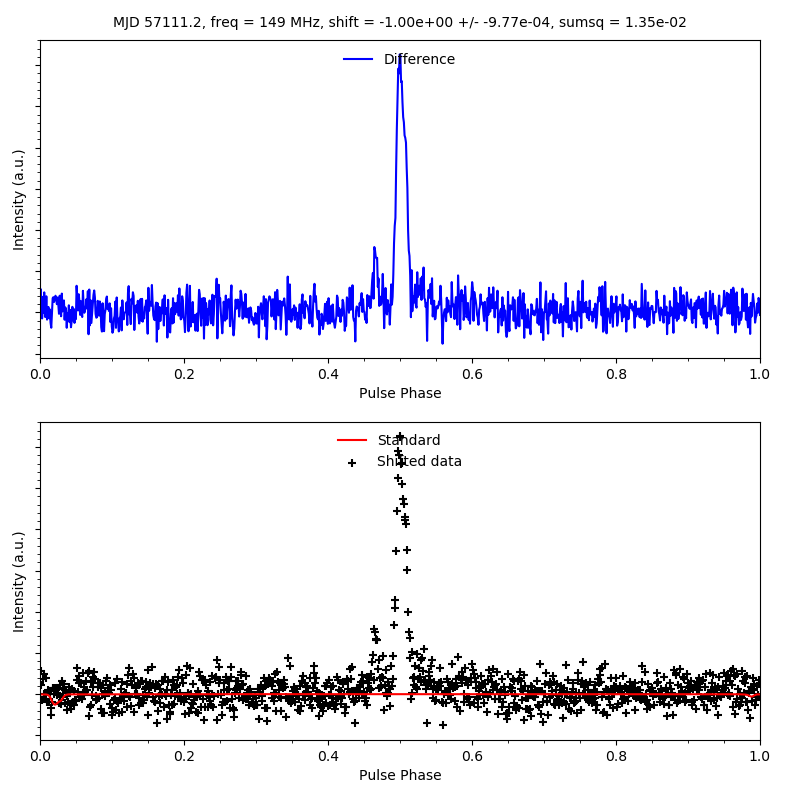 MJD 57111.2, freq = 149 MHz, shift = -1.00e+00 +/- -9.77e-04, sumsq = 1.35e-02
Difference
Intensity (a.u.)
0.0 0.2 0.4 0.6 0.8 1.0
Pulse Phase
Standard
Shifted data
Intensity (a.u.)
0.0 0.2 0.4 0.6 0.8 1.0
Pulse Phase